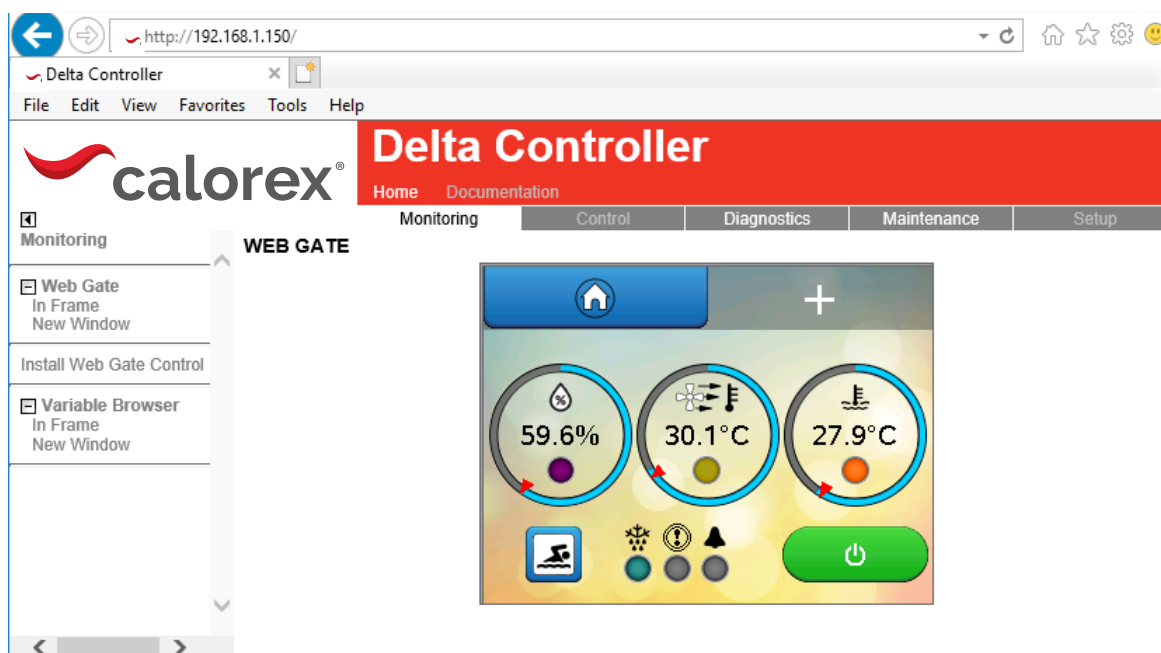 http://192.168.1.150/
Delta Controller
File Edit View Favorites Tools Help
calorex®
Delta Controller
Home Documentation
Monitoring Control Diagnostics Maintenance Setup
Monitoring
WEB GATE
Web Gate
In Frame
New Window
Install Web Gate Control
Variable Browser
In Frame
New Window
%
59.6% 30.1°C 27.9°C